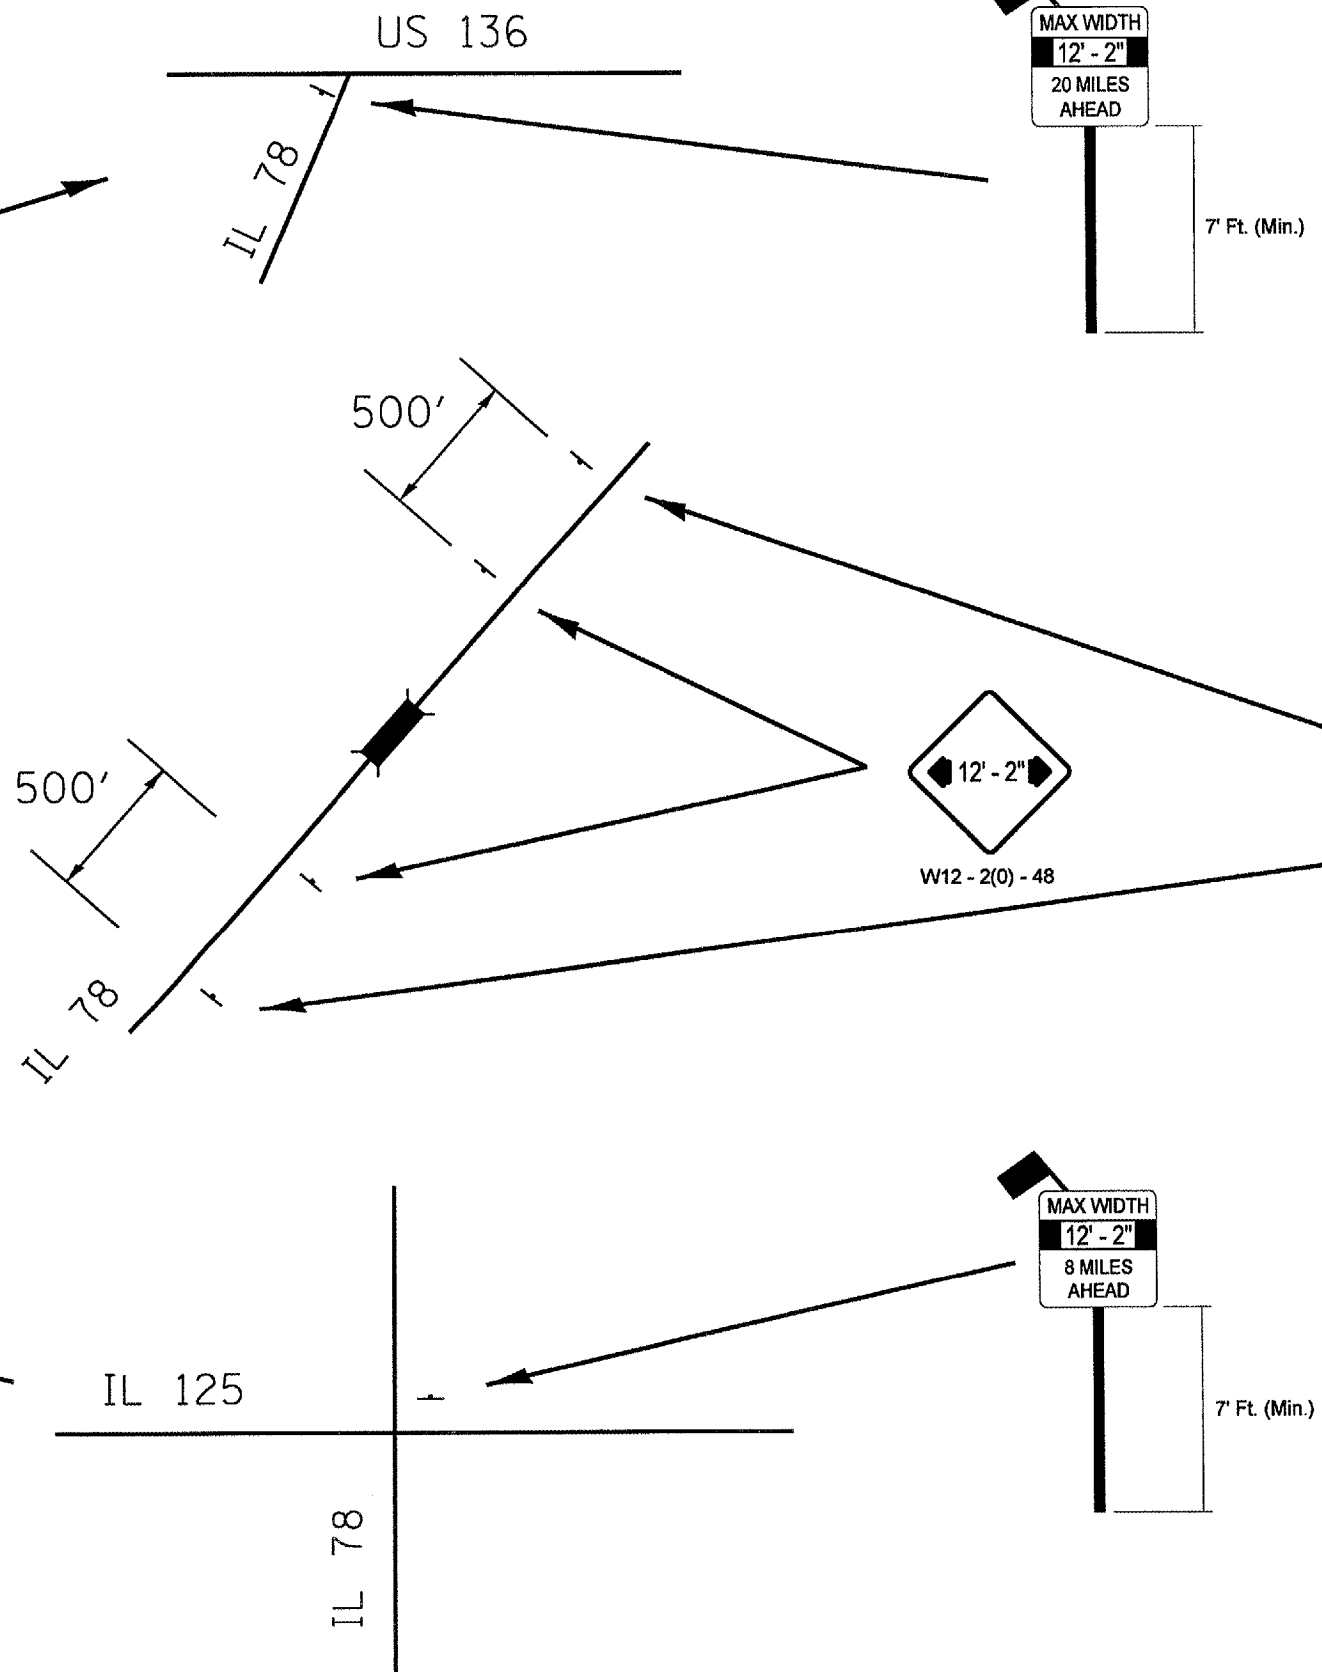 US 136
MAX WIDTH
12' - 2"
20 MILES
AHEAD
IL 78
7' Ft. (Min.)
500'
12' - 2"
500'
W12 - 2(0) - 48
IL 78
MAX WIDTH
12' - 2"
8 MILES
AHEAD
IL 125
7' Ft. (Min.)
IL 78